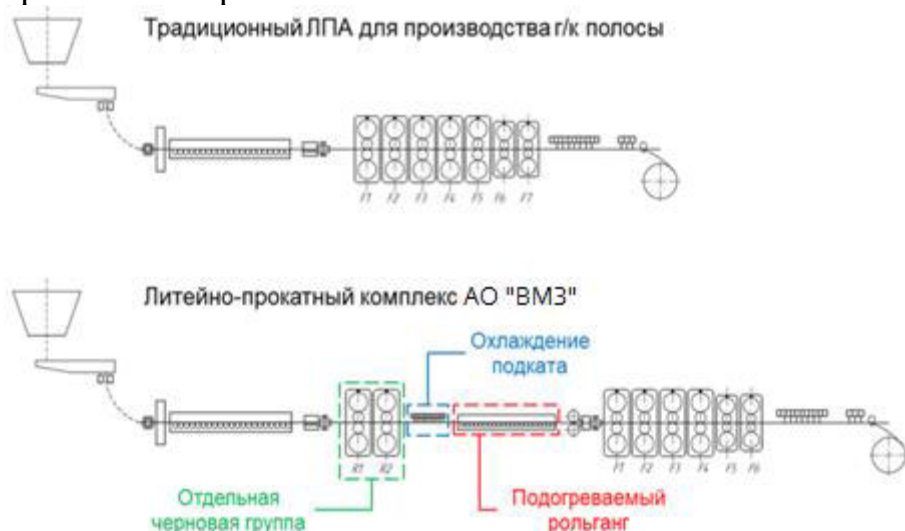 Традиционный ЛПА для производства г/к полосы
F1 F2 F3 F4 F5 F6 F7
Литейно-прокатный комплекс АО "ВМЗ"
Охлаждение
подката
R1 R2
F1 F2 F3 F4 F5 F6
Отдельная
черновая группа
Подогреваемый
рольганг